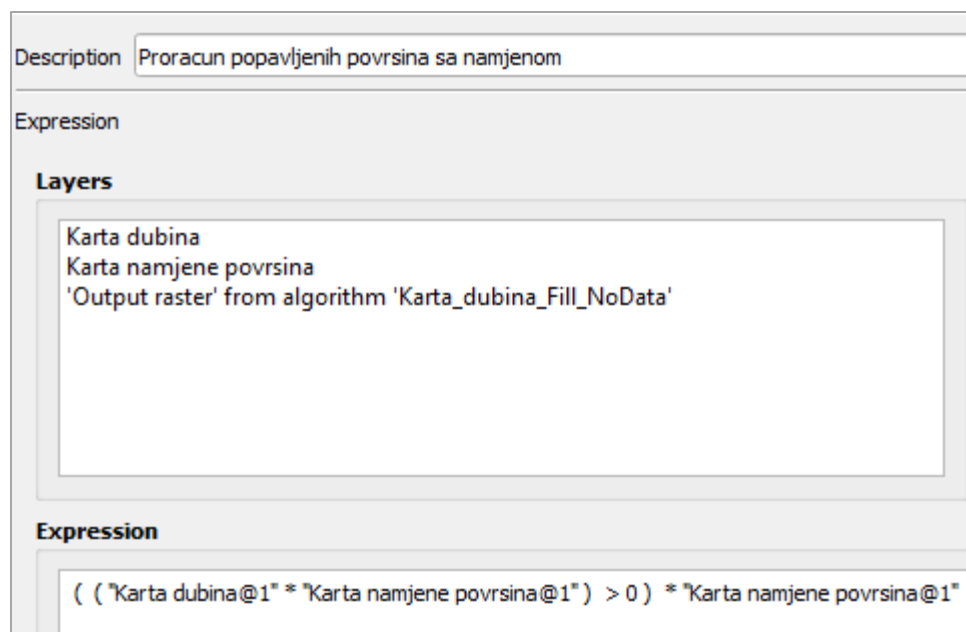 Description Proracun popavljenih povrsina sa namjenom
Expression
Layers
Karta dubina
Karta namjene povrsina
'Output raster' from algorithm 'Karta_dubina_Fill_NoData'
Expression
( ( "Karta dubina@1" * "Karta namjene povrsina@1" ) > 0 ) * "Karta namjene povrsina@1"